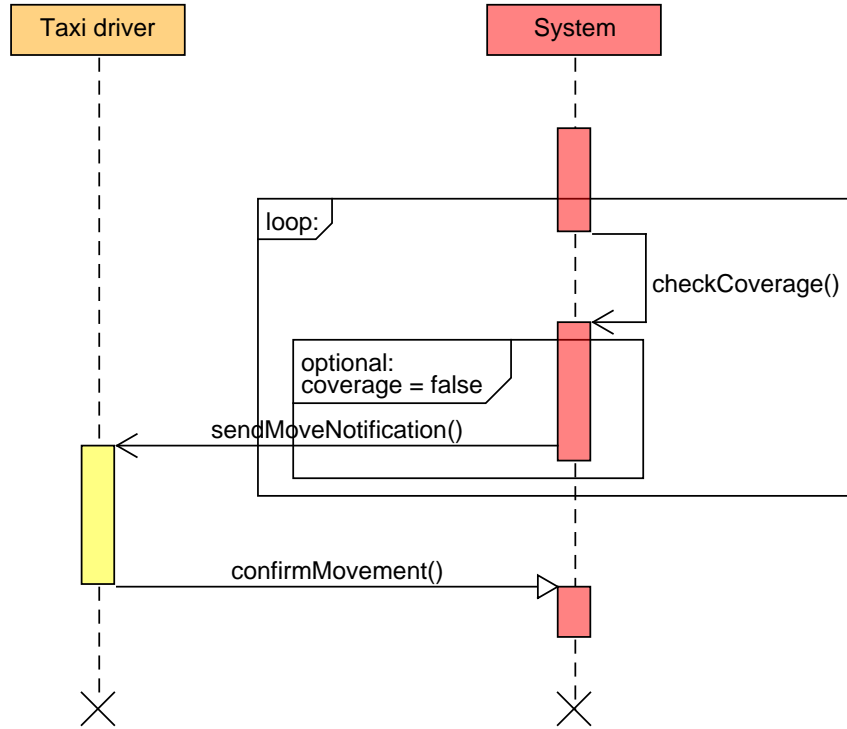 Taxi driver
System
loop:
checkCoverage()
optional:
coverage = false
sendMoveNotification()
confirmMovement()